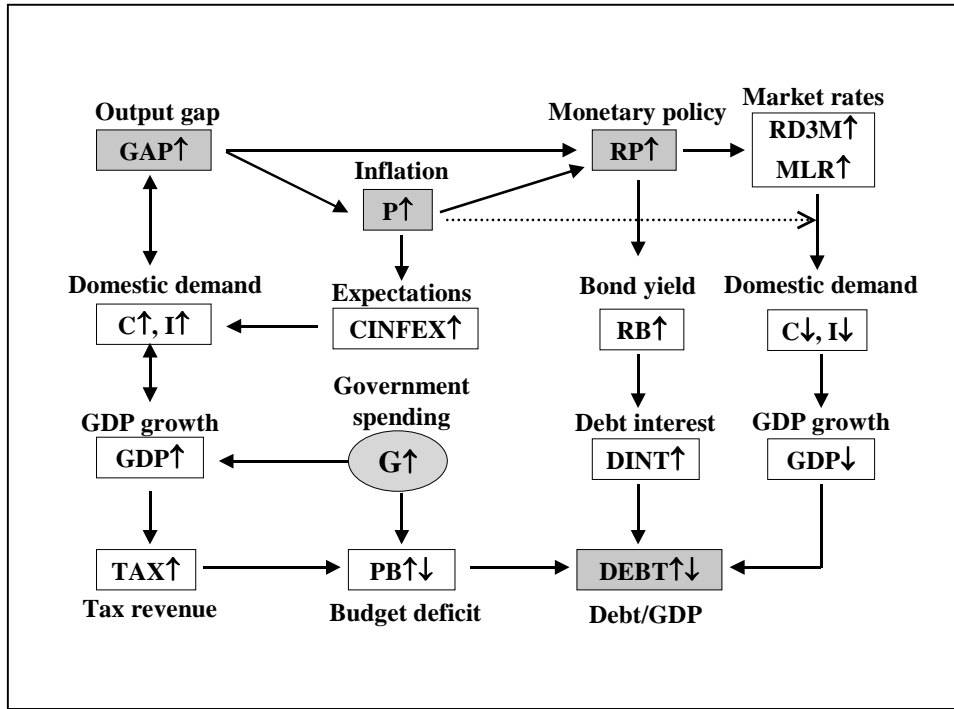 Output gap
GAP↑
Inflation
P↑
Monetary policy
RP↑
Market rates
RD3M↑
MLR↑
Domestic demand
C↑, I↑
Expectations
CINFEX↑
Bond yield
RB↑
Domestic demand
C↓, I↓
GDP growth
GDP↑
Government
spending
G↑
Debt interest
DINT↑
GDP growth
GDP↓
TAX↑
Tax revenue
PB↑↓
Budget deficit
DEBT↑↓
Debt/GDP